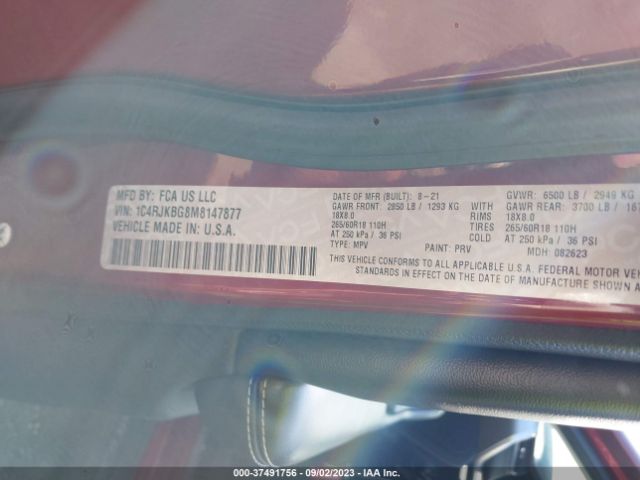 MFD BY: FCA US LLC
VIN: 1C4RJKBG8M8147877
VEHICLE MADE IN: U.S.A.
DATE OF MFR (BUILT): 8-21
GAWR FRONT: 2850 LB / 1293 KG WITH
18X8.0 RIMS
265/60R18 110H TIRES
AT 250 kPa / 36 PSI COLD
TYPE: MPV PAINT: PRV
GVWR: 6500 LB / 2949 KG
GAWR REAR: 3700 LB /
18X8.0
265/60R18 110H
AT 250 kPa / 36 PSI
MDH: 082623
THIS VEHICLE CONFORMS TO ALL APPLICABLE U.S.A. FEDERAL MOTOR
STANDARDS IN EFFECT ON THE DATE OF MANUFACTURE SHOWN
000-37491756 - 09/02/2023 - IAA Inc.